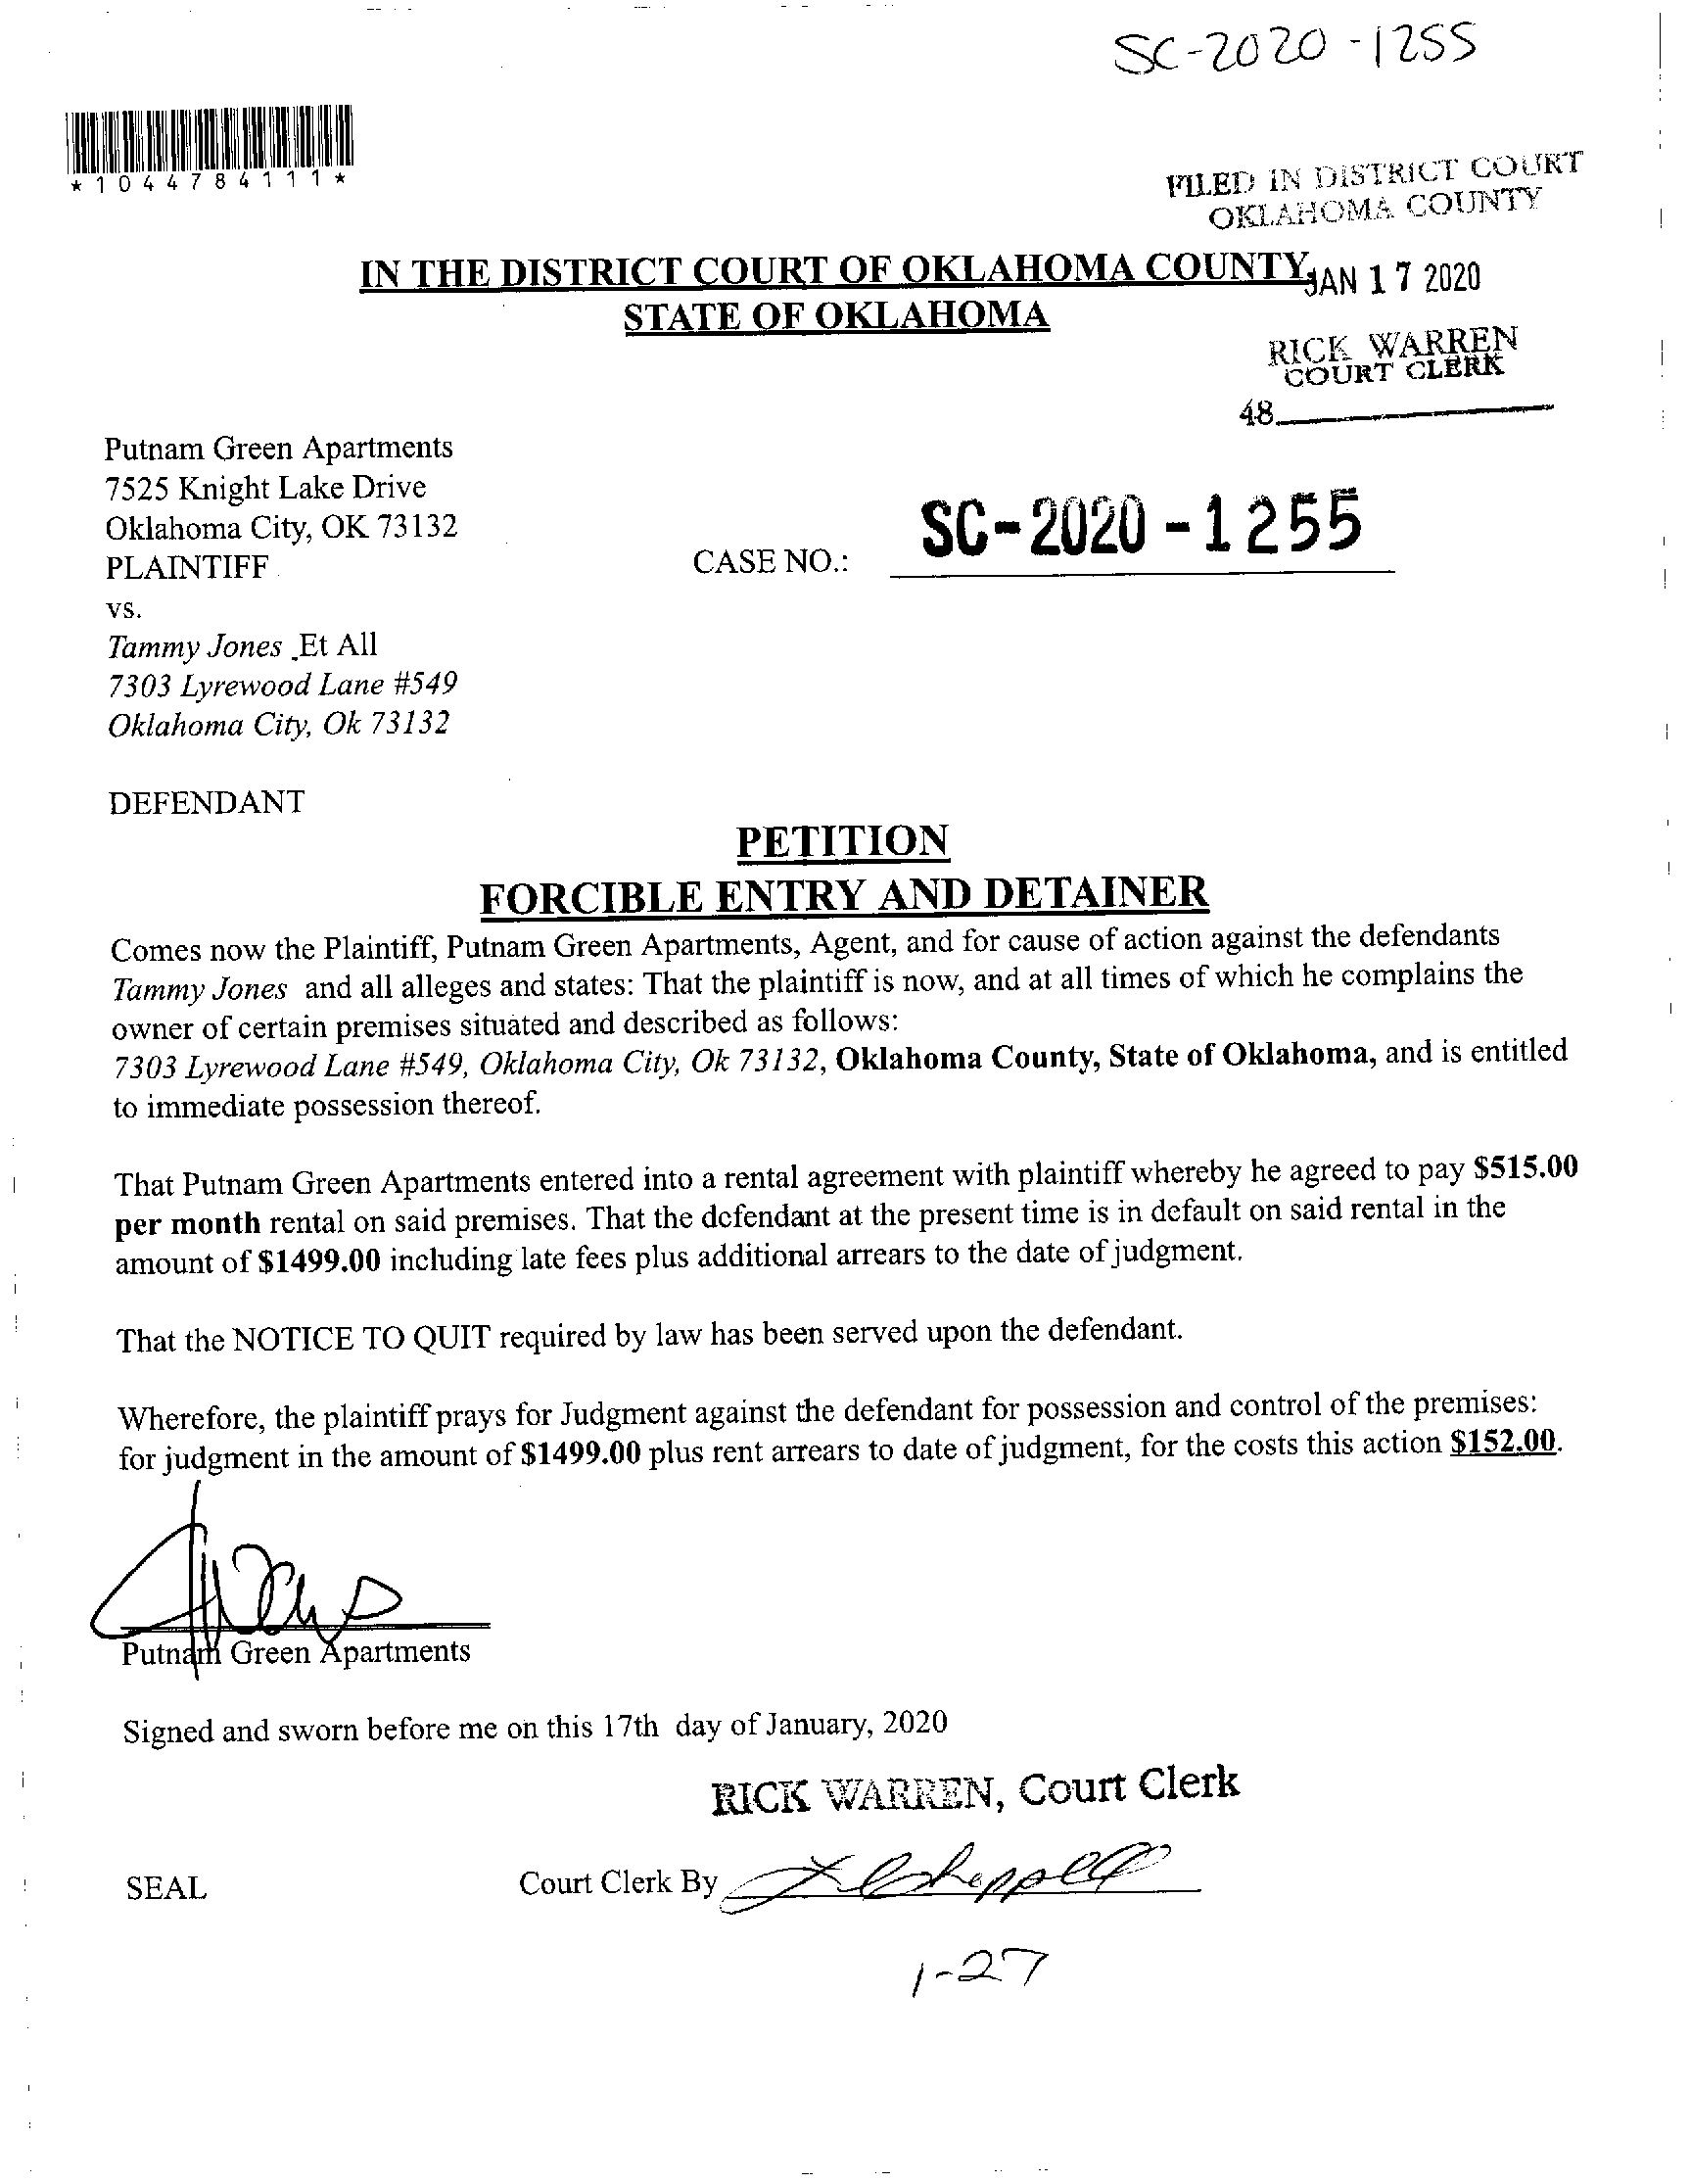 SC-2020-1255
*1044784111*
FILED IN DISTRICT COURT
OKLAHOMA COUNTY
IN THE DISTRICT COURT OF OKLAHOMA COUNTY JAN 17 2020
STATE OF OKLAHOMA
RICK WARREN
COURT CLERK
48
Putnam Green Apartments
7525 Knight Lake Drive
Oklahoma City, OK 73132
PLAINTIFF
CASE NO.: SC-2020-1255
vs.
Tammy Jones Et All
7303 Lyrewood Lane #549
Oklahoma City, Ok 73132
DEFENDANT
PETITION
FORCIBLE ENTRY AND DETAINER
Comes now the Plaintiff, Putnam Green Apartments, Agent, and for cause of action against the defendants
Tammy Jones and all alleges and states: That the plaintiff is now, and at all times of which he complains the
owner of certain premises situated and described as follows:
7303 Lyrewood Lane #549, Oklahoma City, Ok 73132, Oklahoma County, State of Oklahoma, and is entitled
to immediate possession thereof.
That Putnam Green Apartments entered into a rental agreement with plaintiff whereby he agreed to pay $515.00
per month rental on said premises. That the defendant at the present time is in default on said rental in the
amount of $1499.00 including late fees plus additional arrears to the date of judgment.
That the NOTICE TO QUIT required by law has been served upon the defendant.
Wherefore, the plaintiff prays for Judgment against the defendant for possession and control of the premises:
for judgment in the amount of $1499.00 plus rent arrears to date of judgment, for the costs this action $152.00.
Putnam Green Apartments
Signed and sworn before me on this 17th day of January, 2020
RICK WARREN, Court Clerk
SEAL
Court Clerk By
1-27